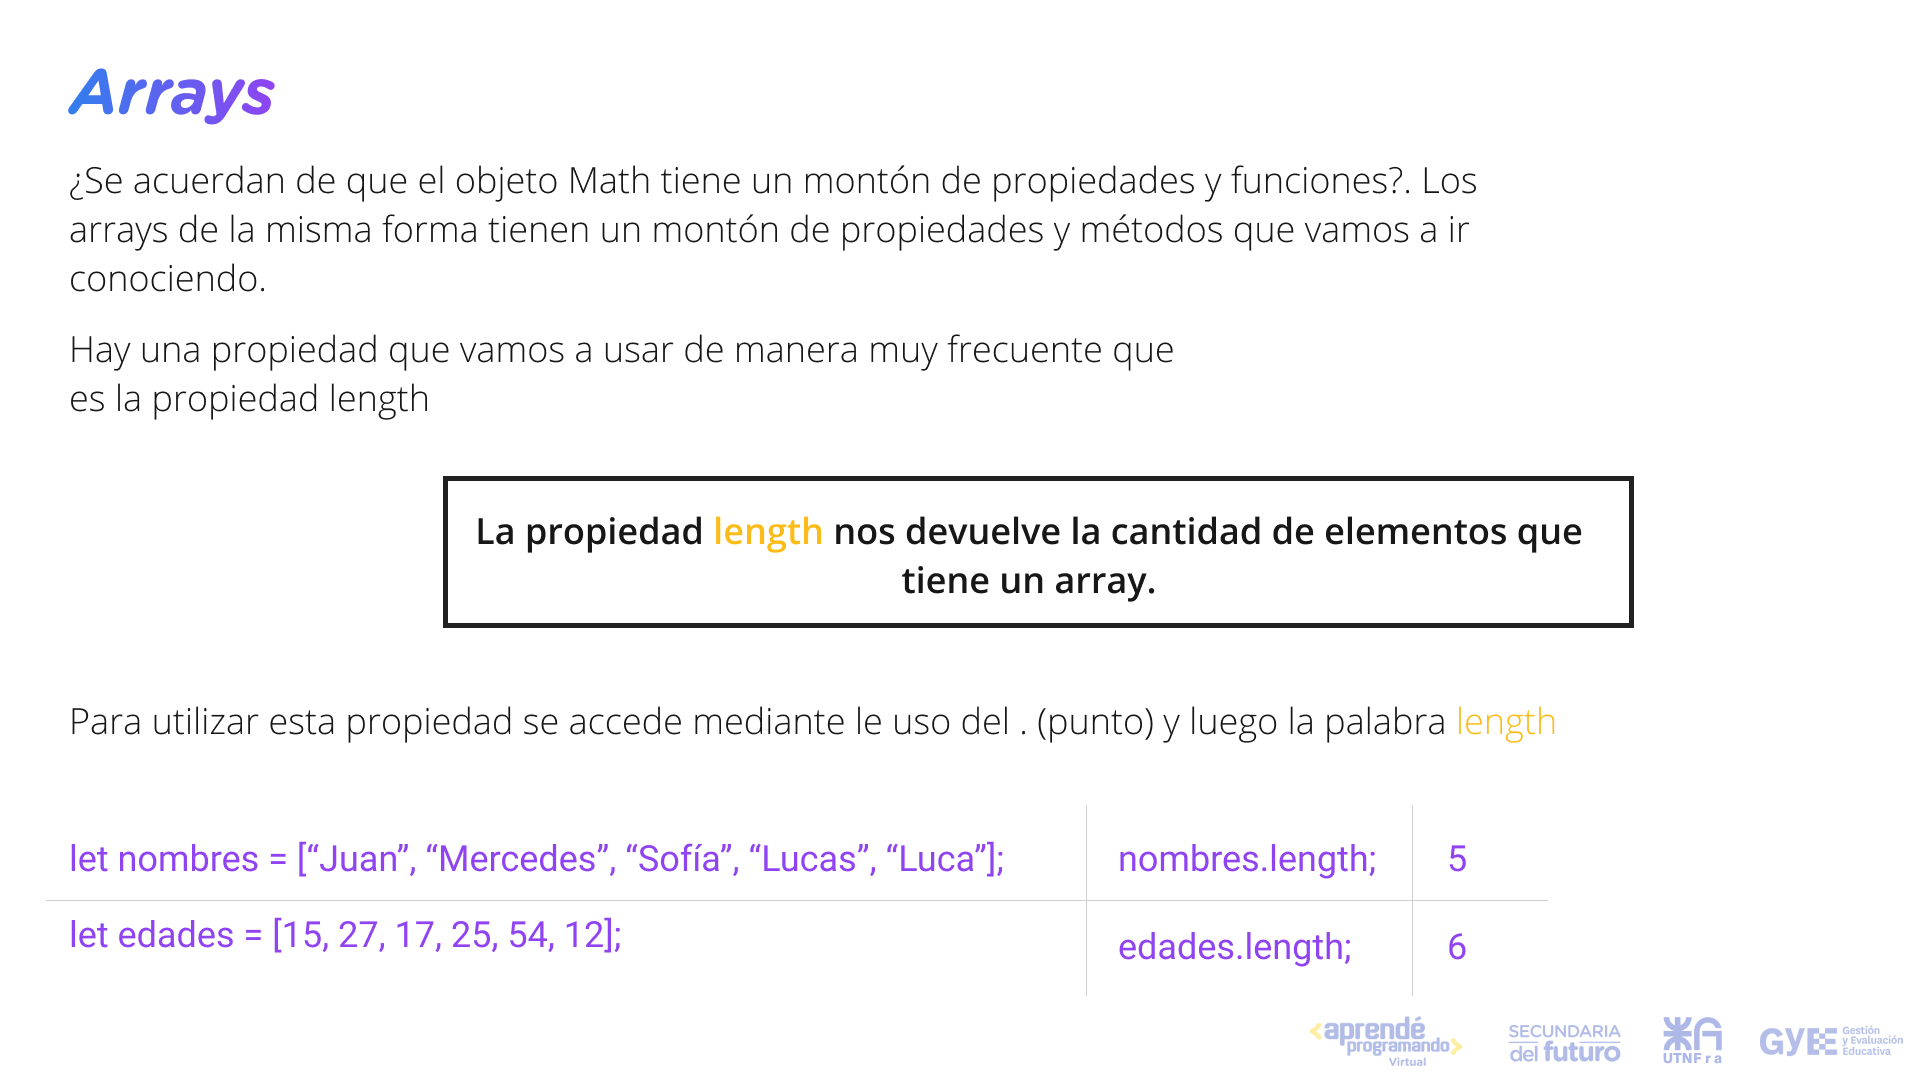 Arrays
¿Se acuerdan de que el objeto Math tiene un montón de propiedades y funciones?. Los
arrays de la misma forma tienen un montón de propiedades y métodos que vamos a ir
conociendo.
Hay una propiedad que vamos a usar de manera muy frecuente que
es la propiedad length
La propiedad length nos devuelve la cantidad de elementos que
tiene un array.
Para utilizar esta propiedad se accede mediante le uso del . (punto) y luego la palabra length
let nombres = [“Juan”, “Mercedes”, “Sofía”, “Lucas”, “Luca”]; nombres.length; 5
let edades = [15, 27, 17, 25, 54, 12]; edades.length; 6
<aprendé
programando>
Virtual
SECUNDARIA
del futuro
UTNFra
GyEE
Gestión
y Evaluación
Educativa